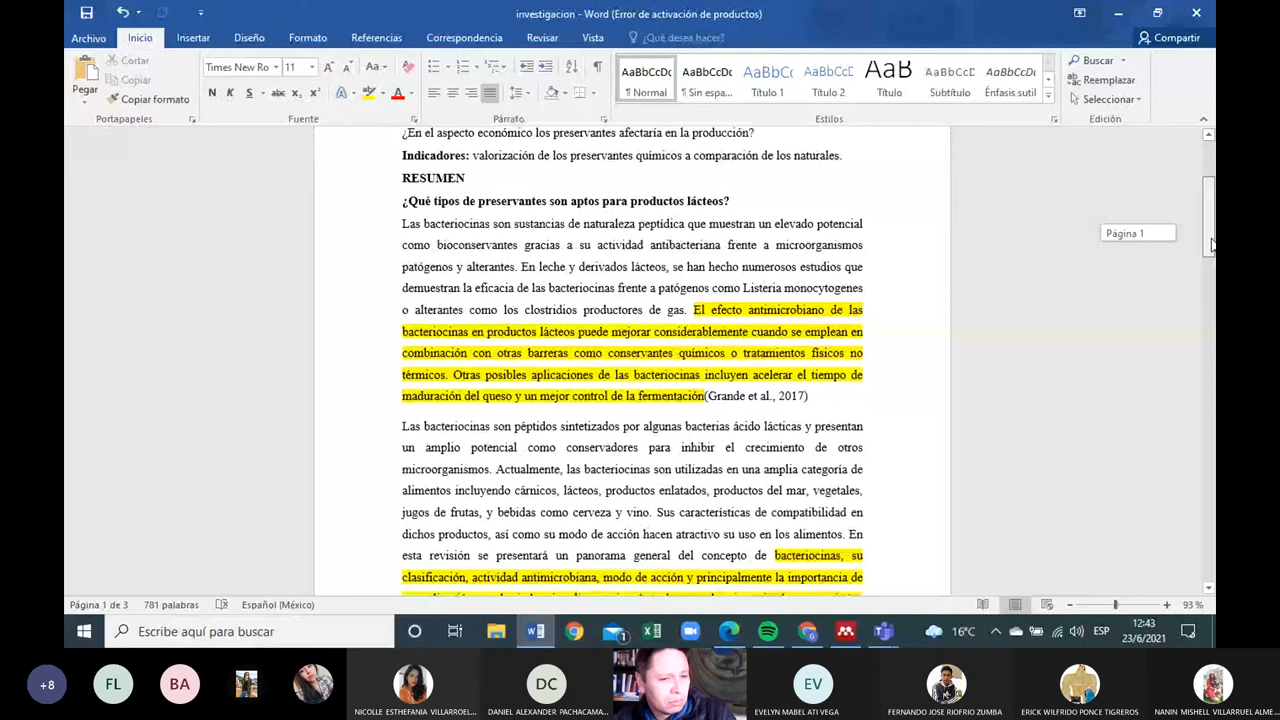 investigacion - Word (Error de activación de productos)
Archivo Inicio Insertar Diseño Formato Referencias Correspondencia Revisar Vista ¿Qué desea hacer? Compartir
Pegar
Cortar
Copiar
Copiar formato
Times New Ro 11
N K S abc x₂ x²
AaBbCcDc AaBbCcDc AaBbCc AaBbCcD AaB AaBbCcD AaBbCcDc
¶ Normal ¶ Sin espa... Título 1 Título 2 Título Subtítulo Énfasis sutil
Buscar
Reemplazar
Seleccionar
Portapapeles Fuente Párrafo Estilos Edición
¿En el aspecto económico los preservantes afectaría en la producción?
Indicadores: valorización de los preservantes químicos a comparación de los naturales.
RESUMEN
¿Qué tipos de preservantes son aptos para productos lácteos?
Las bacteriocinas son sustancias de naturaleza peptídica que muestran un elevado potencial
como bioconservantes gracias a su actividad antibacteriana frente a microorganismos
patógenos y alterantes. En leche y derivados lácteos, se han hecho numerosos estudios que
demuestran la eficacia de las bacteriocinas frente a patógenos como Listeria monocytogenes
o alterantes como los clostridios productores de gas. El efecto antimicrobiano de las
bacteriocinas en productos lácteos puede mejorar considerablemente cuando se emplean en
combinación con otras barreras como conservantes químicos o tratamientos físicos no
térmicos. Otras posibles aplicaciones de las bacteriocinas incluyen acelerar el tiempo de
maduración del queso y un mejor control de la fermentación(Grande et al., 2017)
Las bacteriocinas son péptidos sintetizados por algunas bacterias ácido lácticas y presentan
un amplio potencial como conservadores para inhibir el crecimiento de otros
microorganismos. Actualmente, las bacteriocinas son utilizadas en una amplia categoría de
alimentos incluyendo cárnicos, lácteos, productos enlatados, productos del mar, vegetales,
jugos de frutas, y bebidas como cerveza y vino. Sus características de compatibilidad en
dichos productos, así como su modo de acción hacen atractivo su uso en los alimentos. En
esta revisión se presentará un panorama general del concepto de bacteriocinas, su
clasificación, actividad antimicrobiana, modo de acción y principalmente la importancia de
Página 1
Página 1 de 3 781 palabras Español (México) 93 %
Escribe aquí para buscar
16°C ESP
12:43
23/6/2021
+8 FL BA DC EV
NICOLLE ESTHEFANIA VILLARROEL... DANIEL ALEXANDER PACHACAMA... EVELYN MABEL ATI VEGA FERNANDO JOSE RIOFRIO ZUMBA ERICK WILFRIDO PONCE TIGREROS NANIN MISHELL VILLARRUEL ALME...